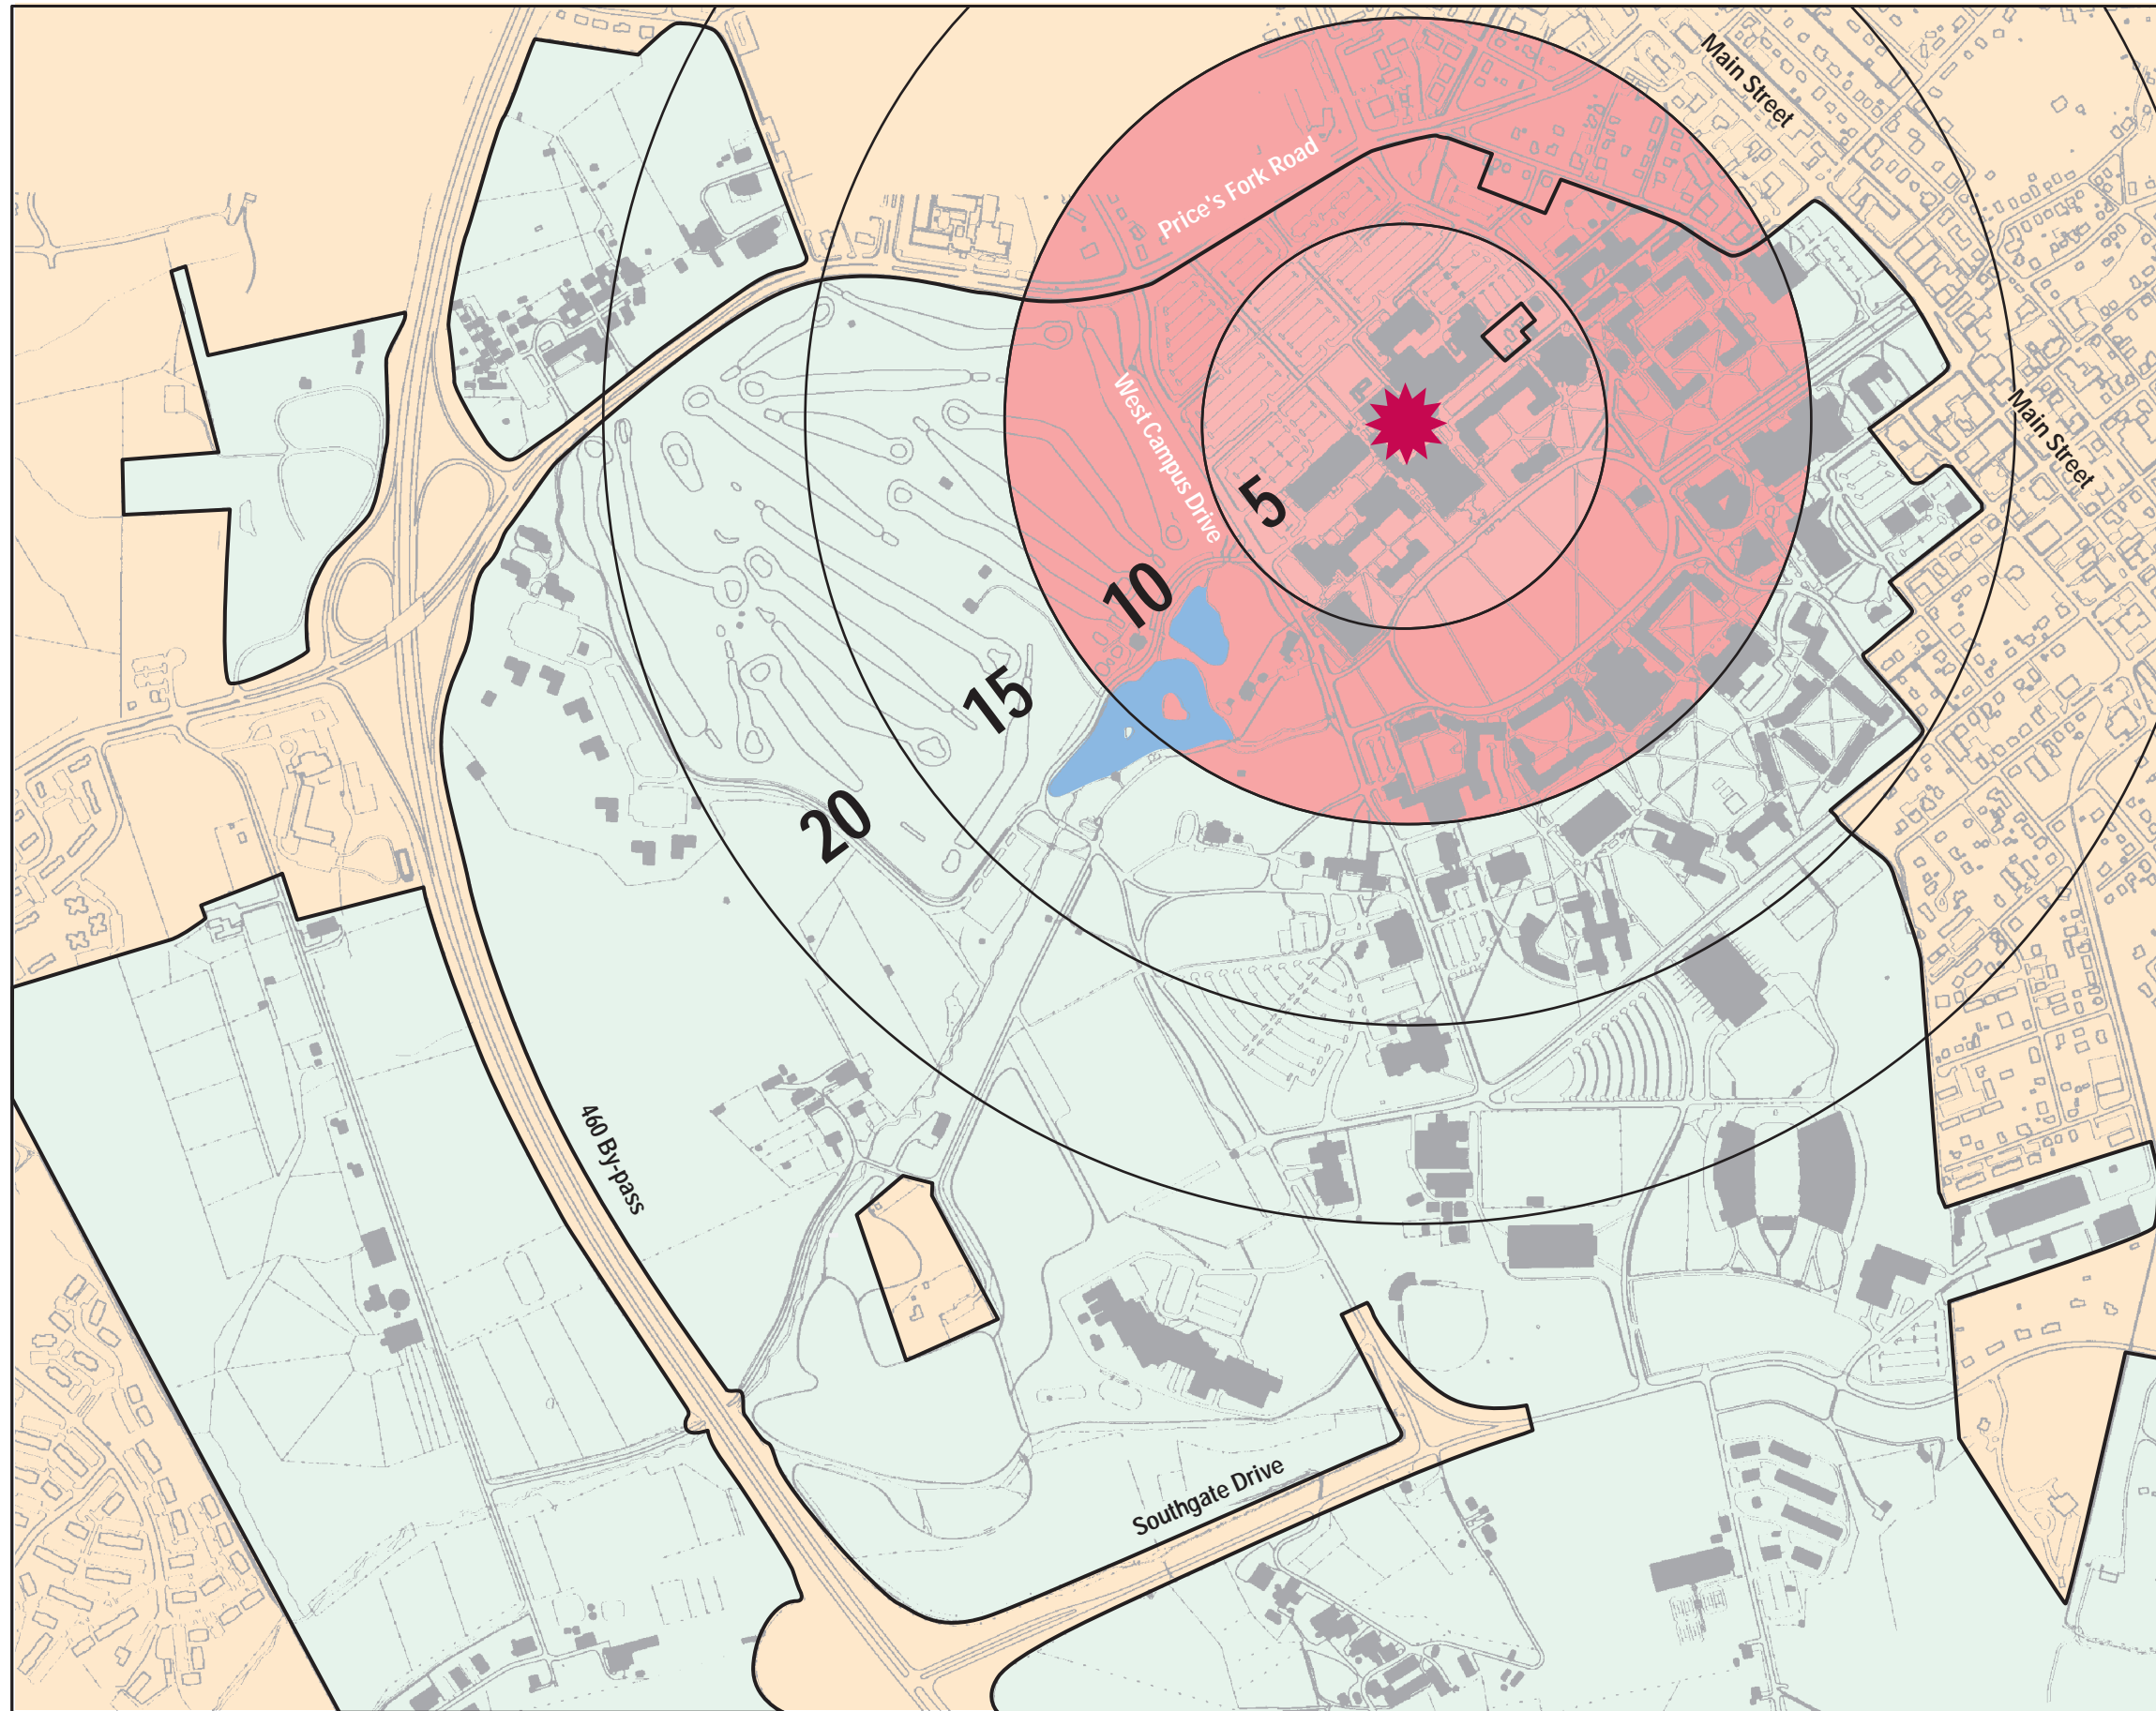 Main Street
Price's Fork Road
West Campus Drive
Main Street
5
10
15
20
460 By-pass
Southgate Drive